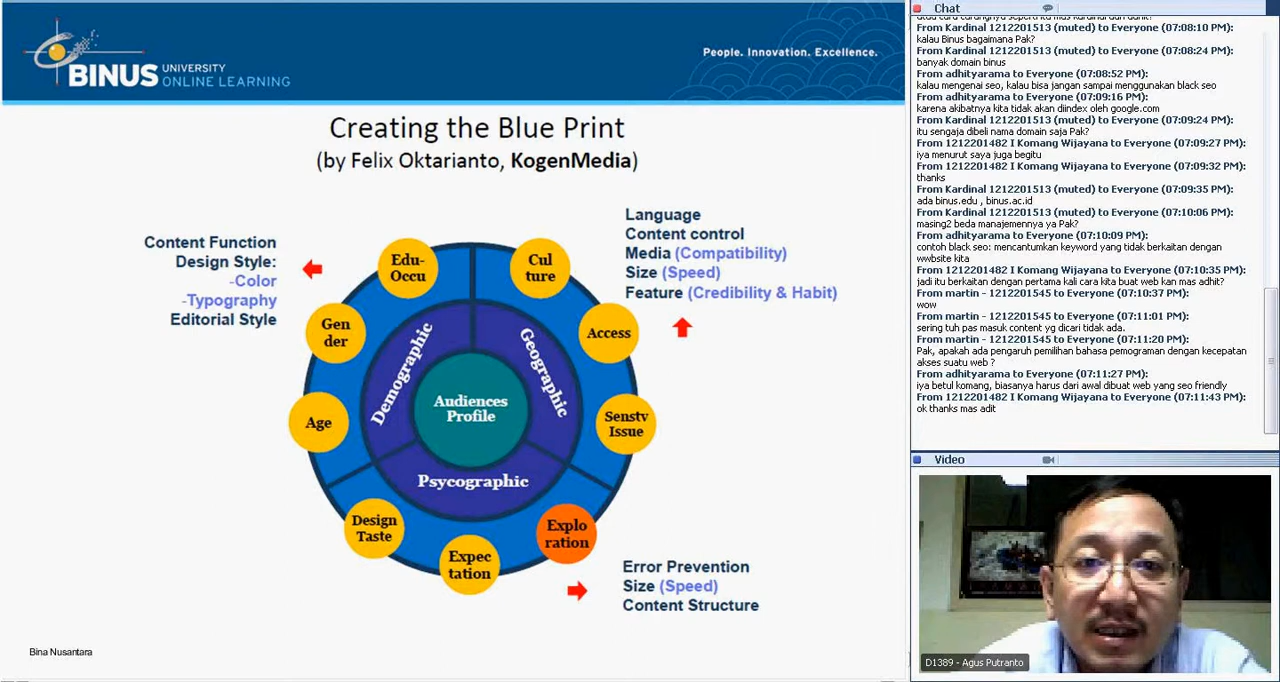 BINUS UNIVERSITY
ONLINE LEARNING
People. Innovation. Excellence.
Creating the Blue Print
(by Felix Oktarianto, KogenMedia)
Content Function
Design Style:
-Color
-Typography
Editorial Style
Language
Content control
Media (Compatibility)
Size (Speed)
Feature (Credibility & Habit)
Edu-
Occu
Cul
ture
Gen
der
Access
Age
Senstv
Issue
Design
Taste
Expec
tation
Explo
ration
Demographic
Geographic
Psycographic
Audiences
Profile
Error Prevention
Size (Speed)
Content Structure
Bina Nusantara
Chat
From Kardinal 1212201513 (muted) to Everyone (07:08:10 PM):
kalau Binus bagaimana Pak?
From Kardinal 1212201513 (muted) to Everyone (07:08:24 PM):
banyak domain binus
From adhityarama to Everyone (07:08:52 PM):
kalau mengenai seo, kalau bisa jangan sampai menggunakan black seo
From adhityarama to Everyone (07:09:16 PM):
karena akibatnya kita tidak akan diindex oleh google.com
From Kardinal 1212201513 (muted) to Everyone (07:09:24 PM):
itu sengaja dibeli nama domain saja Pak?
From 1212201482 I Komang Wijayana to Everyone (07:09:27 PM):
iya menurut saya juga begitu
From 1212201482 I Komang Wijayana to Everyone (07:09:32 PM):
thanks
From Kardinal 1212201513 (muted) to Everyone (07:09:35 PM):
ada binus.edu , binus.ac.id
From Kardinal 1212201513 (muted) to Everyone (07:10:06 PM):
masing2 beda manajemennya ya Pak?
From adhityarama to Everyone (07:10:09 PM):
contoh black seo: mencantumkan keyword yang tidak berkaitan dengan
wwbsite kita
From 1212201482 I Komang Wijayana to Everyone (07:10:35 PM):
jadi itu berkaitan dengan pertama kali cara kita buat web kan mas adhit?
From martin - 1212201545 to Everyone (07:10:37 PM):
wow
From martin - 1212201545 to Everyone (07:11:01 PM):
sering tuh pas masuk content yg dicari tidak ada.
From martin - 1212201545 to Everyone (07:11:20 PM):
Pak, apakah ada pengaruh pemilihan bahasa pemograman dengan kecepatan
akses suatu web ?
From adhityarama to Everyone (07:11:27 PM):
iya betul komang, biasanya harus dari awal dibuat web yang seo friendly
From 1212201482 I Komang Wijayana to Everyone (07:11:43 PM):
ok thanks mas adit
Video
D1389 - Agus Putranto